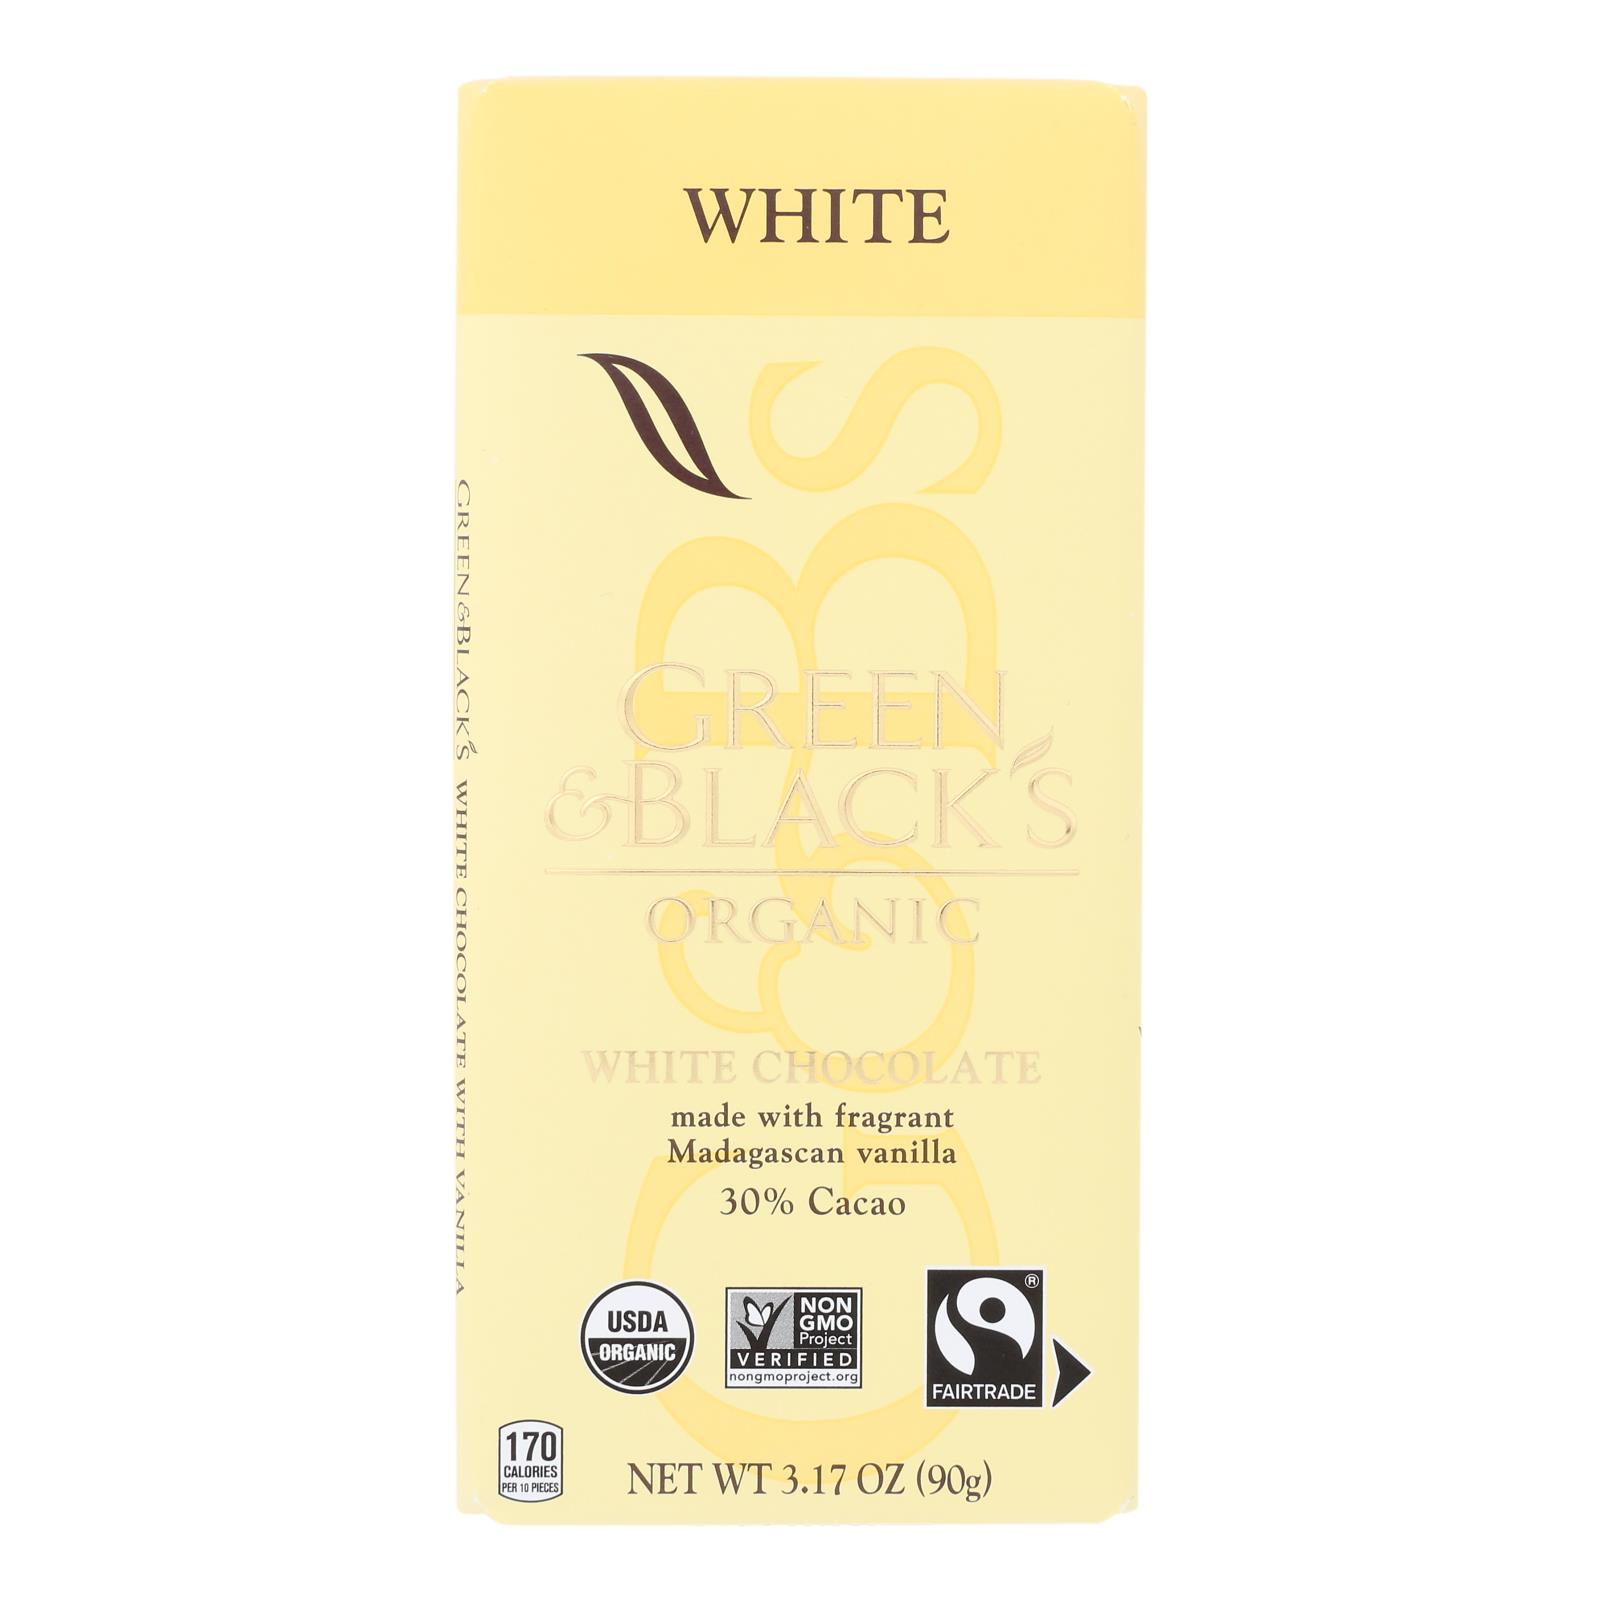 WHITE
G&B'S
GREEN
&BLACK'S
ORGANIC
WHITE CHOCOLATE
made with fragrant
Madagascan vanilla
30% Cacao
USDA
ORGANIC
NON
GMO
Project
VERIFIED
nongmoproject.org
®
FAIRTRADE
170
CALORIES
PER 10 PIECES
NET WT 3.17 OZ (90g)
GREEN&BLACK'S WHITE CHOCOLATE WITH VANILLA